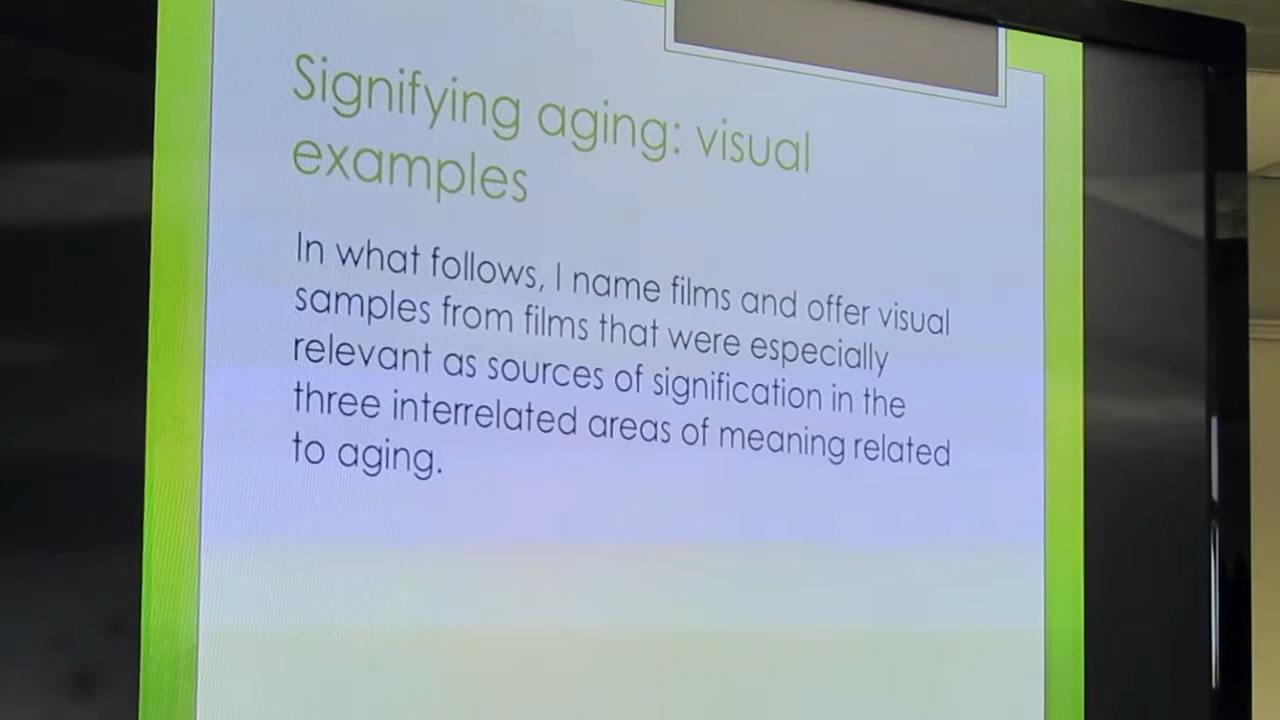 Signifying aging: visual
examples
In what follows, I name films and offer visual
samples from films that were especially
relevant as sources of signification in the
three interrelated areas of meaning related
to aging.